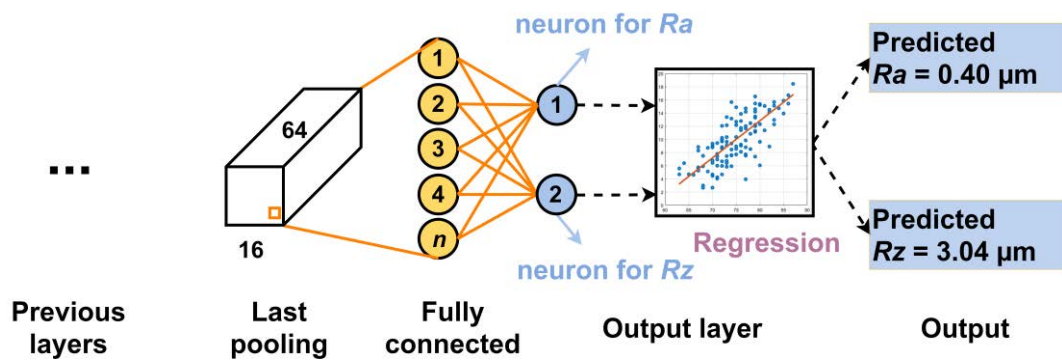 neuron for Ra
...
64
16
1
2
3
4
n
1
2
neuron for Rz
Regression
Predicted
Ra = 0.40 µm
Predicted
Rz = 3.04 µm
Previous
layers
Last
pooling
Fully
connected
Output layer
Output